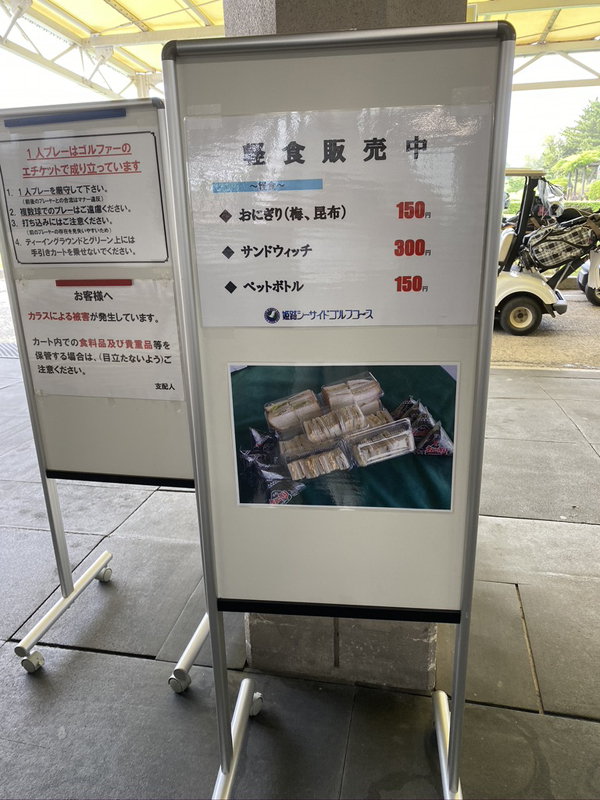 １人プレーはゴルファーの
エチケットで成り立っています
1. １人プレーを厳守して下さい。
2. 複数球でのプレーはご遠慮ください。
3. 打ち込みにはご注意ください。
4. ティーイングラウンドとグリーン上には
手引きカートを乗せないでください。
お客様へ
カラスによる被害が発生しています。
カート内での食料品及び貴重品等を
保管する場合は、(目立たないよう)ご
注意ください。
支配人
軽食販売中
～軽食～
◆ おにぎり(梅、昆布) 150円
◆ サンドウィッチ 300円
◆ ペットボトル 150円
姫路シーサイドゴルフコース